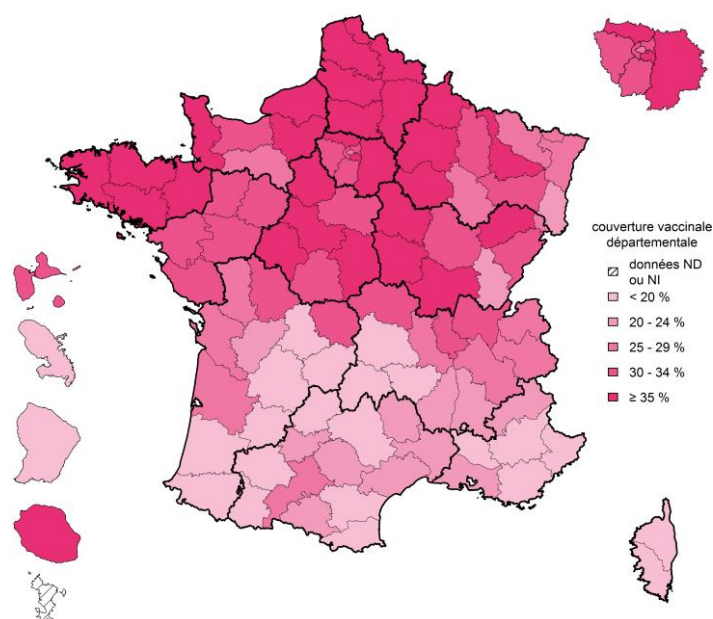 couverture vaccinale
départementale
données ND
ou NI
< 20 %
20 - 24 %
25 - 29 %
30 - 34 %
≥ 35 %